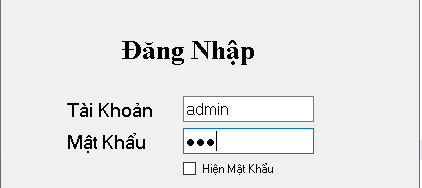 Đăng Nhập
Tài Khoản admin
Mật Khẩu ●●●
Hiện Mật Khẩu